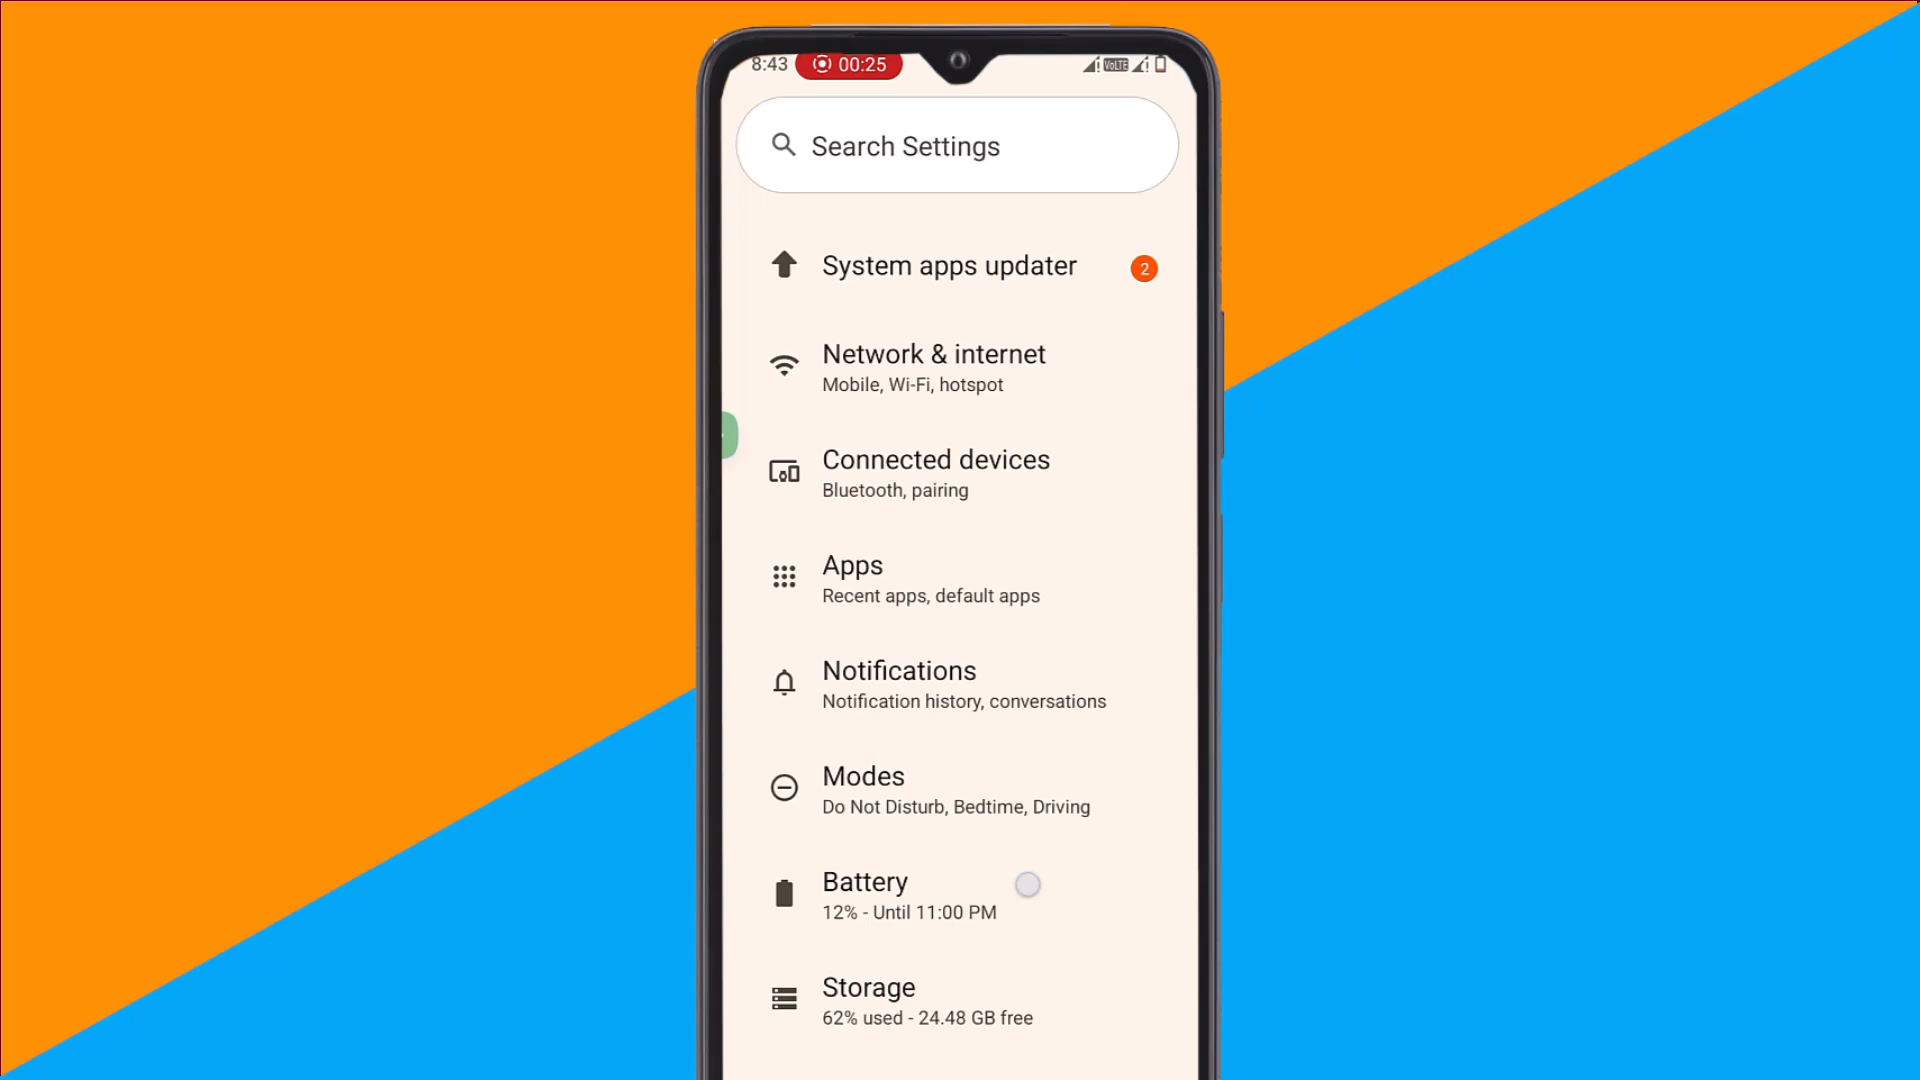 8:43 00:25 VoLTE
Search Settings
System apps updater 2
Network & internet
Mobile, Wi-Fi, hotspot
Connected devices
Bluetooth, pairing
Apps
Recent apps, default apps
Notifications
Notification history, conversations
Modes
Do Not Disturb, Bedtime, Driving
Battery
12% - Until 11:00 PM
Storage
62% used - 24.48 GB free